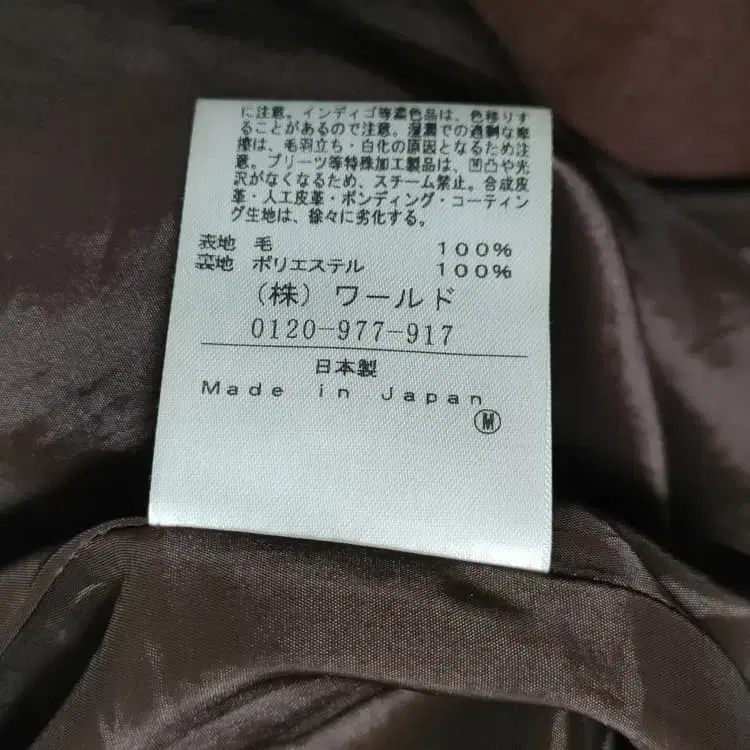 に注意。インディゴ等濃色品は、色移りす
ることがあるので注意。湿潤での過剰な摩
擦は、毛羽立ち・白化の原因となるため注
意。プリーツ等特殊加工製品は、凹凸や光
沢がなくなるため、スチーム禁止。合成皮
革・人工皮革・ボンディング・コーティン
グ生地は、徐々に劣化する。
表地 毛 100%
裏地 ポリエステル 100%
(株) ワールド
0120-977-917
日本製
Made in Japan
M